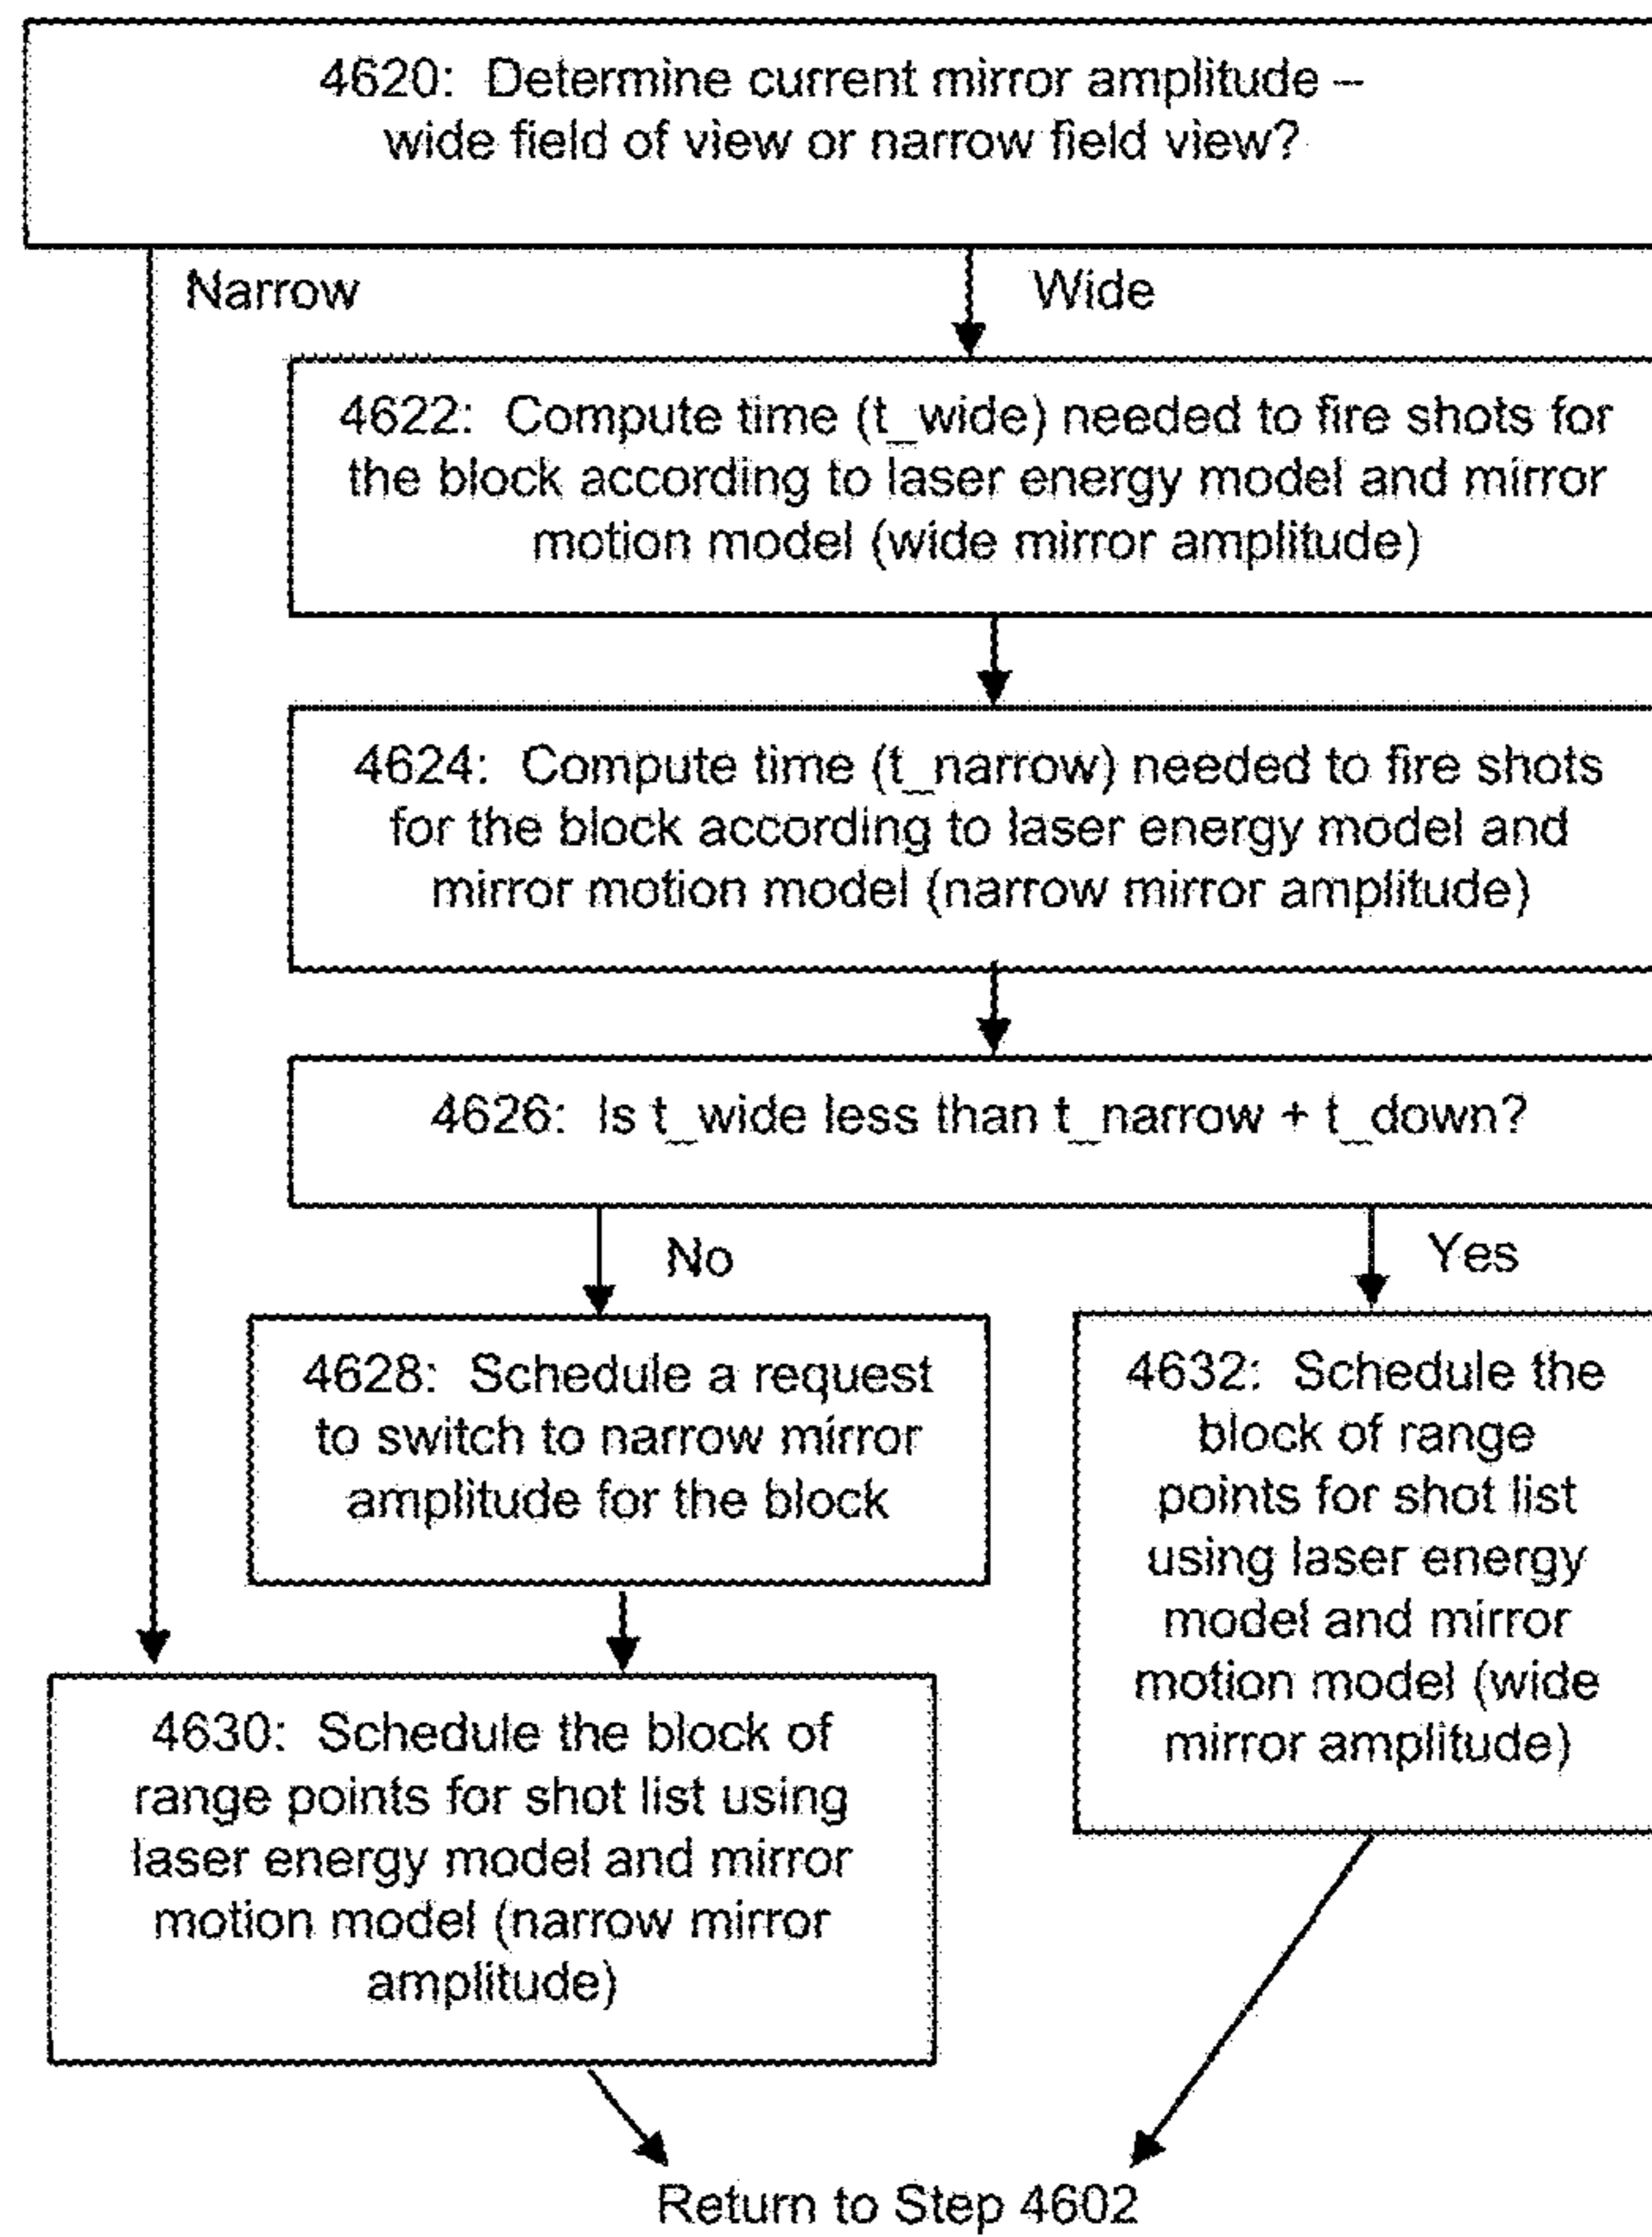 4620: Determine current mirror amplitude –
wide field of view or narrow field view?
Narrow
Wide
4622: Compute time (t_wide) needed to fire shots for
the block according to laser energy model and mirror
motion model (wide mirror amplitude)
4624: Compute time (t_narrow) needed to fire shots
for the block according to laser energy model and
mirror motion model (narrow mirror amplitude)
4626: Is t_wide less than t_narrow + t_down?
No
Yes
4628: Schedule a request
to switch to narrow mirror
amplitude for the block
4632: Schedule the
block of range
points for shot list
using laser energy
model and mirror
motion model (wide
mirror amplitude)
4630: Schedule the block of
range points for shot list using
laser energy model and mirror
motion model (narrow mirror
amplitude)
Return to Step 4602